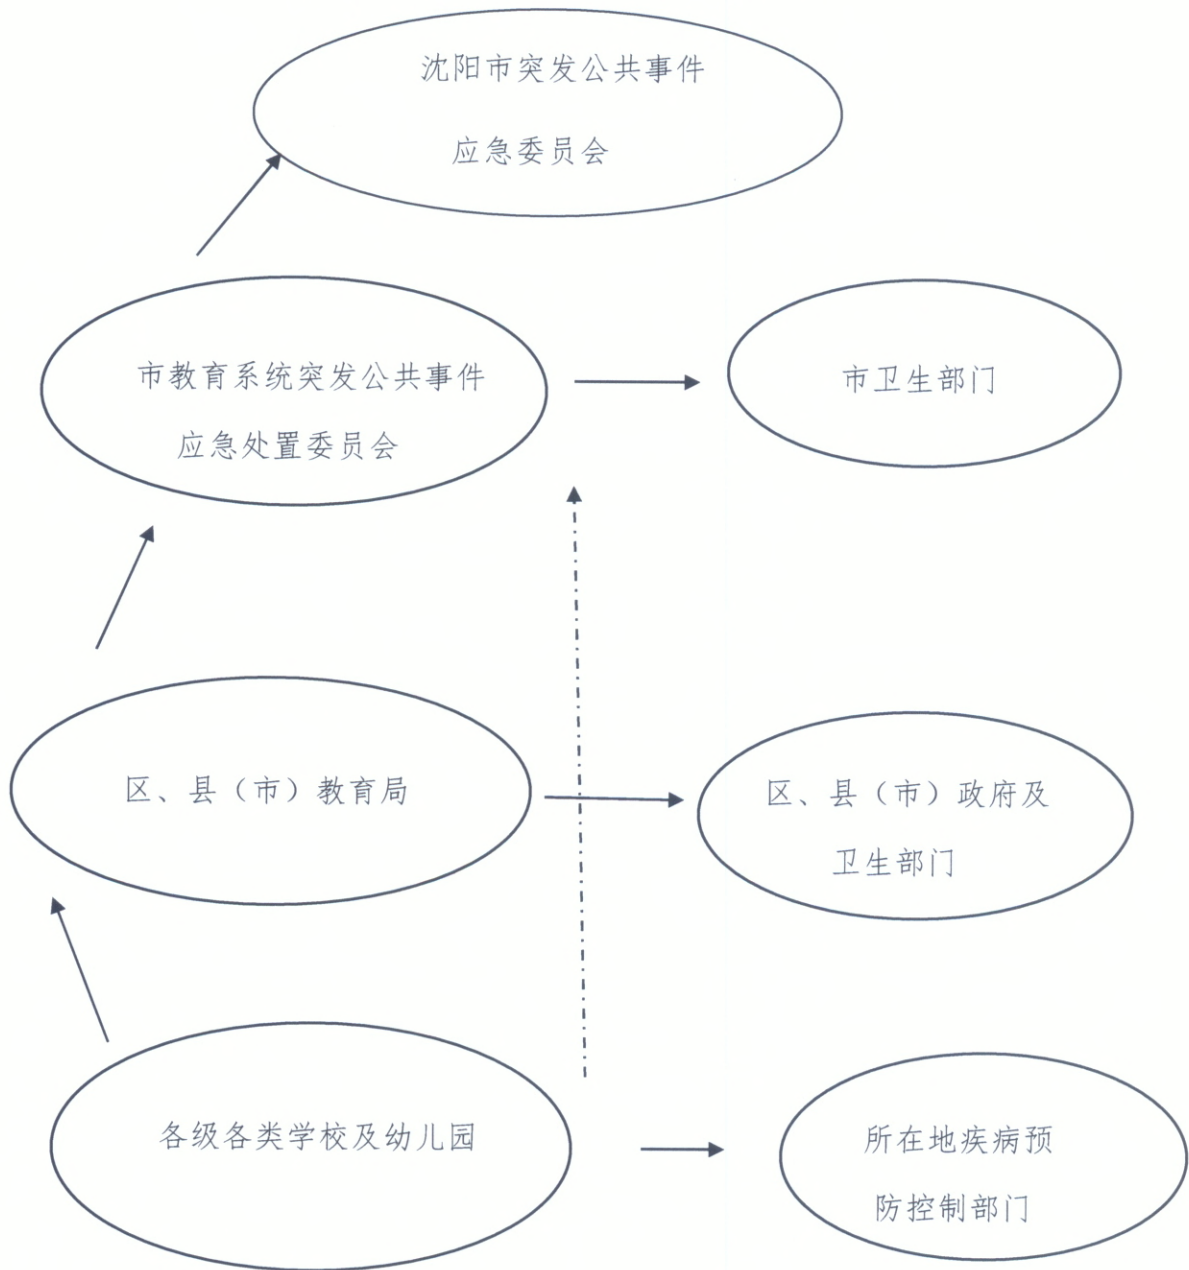 沈阳市突发公共事件
应急委员会
市教育系统突发公共事件
应急处置委员会
市卫生部门
区、县（市）教育局
区、县（市）政府及
卫生部门
各级各类学校及幼儿园
所在地疾病预
防控制部门